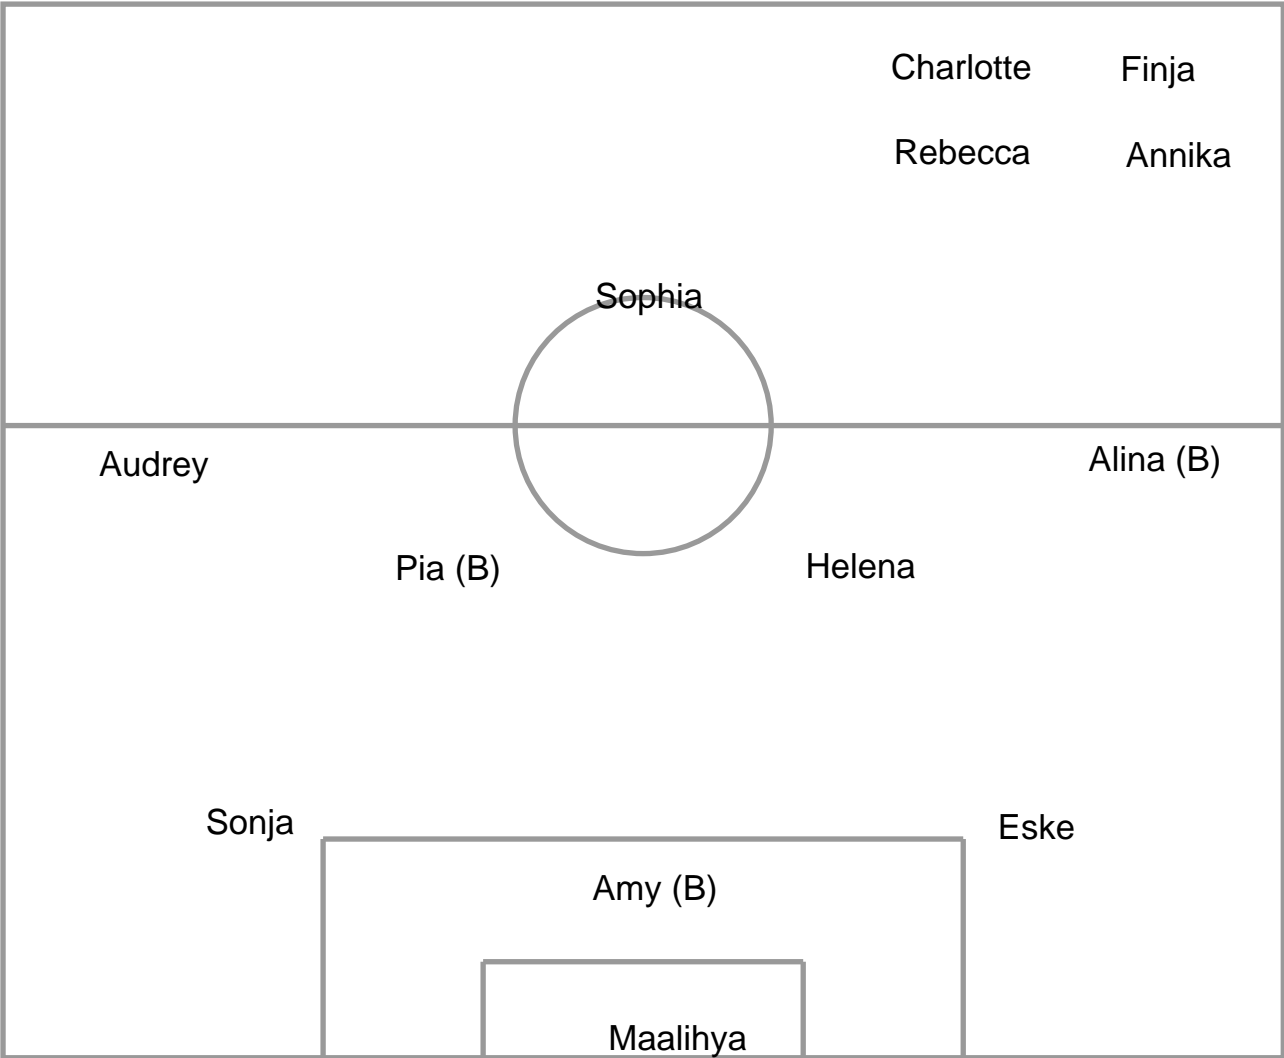 Charlotte Finja
Rebecca Annika
Sophia
Audrey Alina (B)
Pia (B) Helena
Sonja Eske
Amy (B)
Maalihya